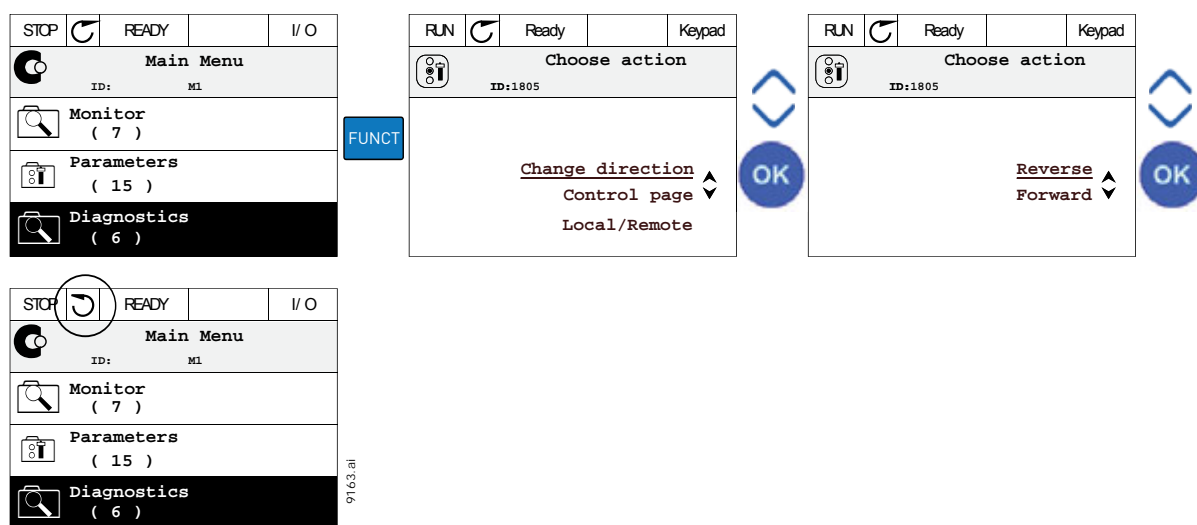 STOP READY I/O
Main Menu
ID: M1
Monitor
( 7 )
Parameters
( 15 )
Diagnostics
( 6 )
FUNCT
RUN Ready Keypad
Choose action
ID:1805
Change direction
Control page
Local/Remote
OK
RUN Ready Keypad
Choose action
ID:1805
Reverse
Forward
OK
STOP READY I/O
Main Menu
ID: M1
Monitor
( 7 )
Parameters
( 15 )
Diagnostics
( 6 )
9163.ai